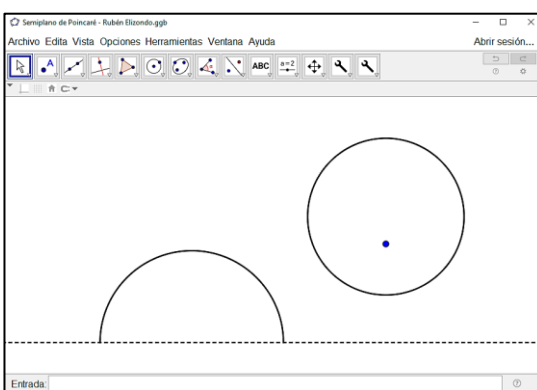 Semiplano de Poincaré - Rubén Elizondo.ggb
Archivo Edita Vista Opciones Herramientas Ventana Ayuda Abrir sesión...
A ABC a=2
Entrada: